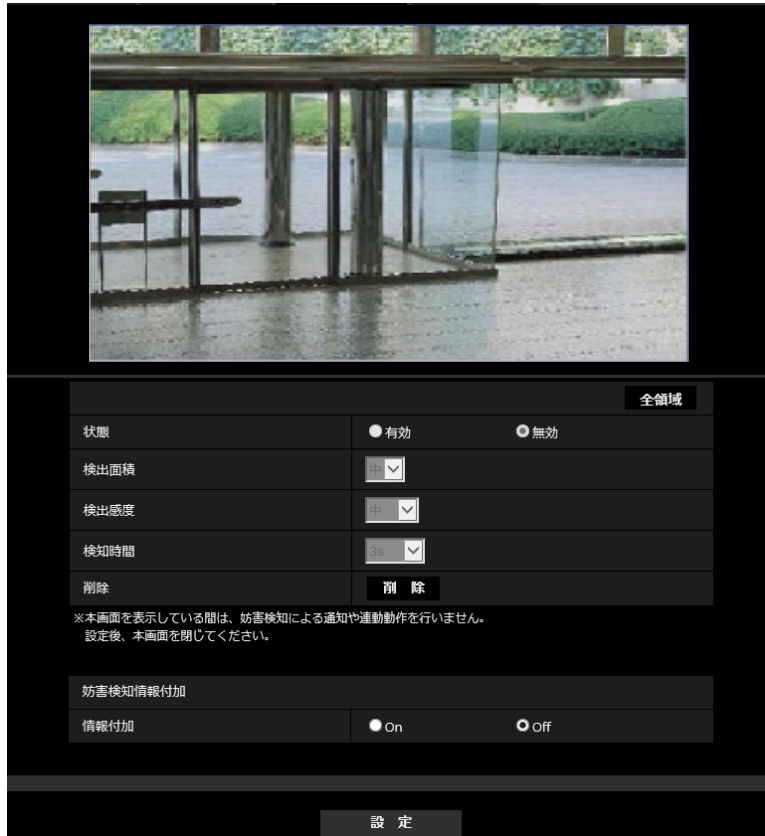 全領域
状態 有効 無効
検出面積 中
検出感度 中
検知時間 3s
削除 削 除
※本画面を表示している間は、妨害検知による通知や連動動作を行いません。
設定後、本画面を閉じてください。
妨害検知情報付加
情報付加 On Off
設 定